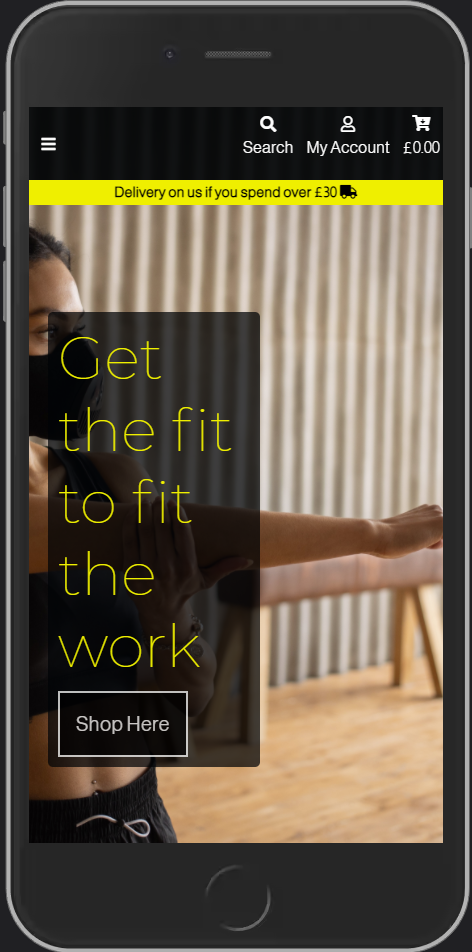 Search My Account £0.00
Delivery on us if you spend over £30
Get
the fit
to fit
the
work
Shop Here